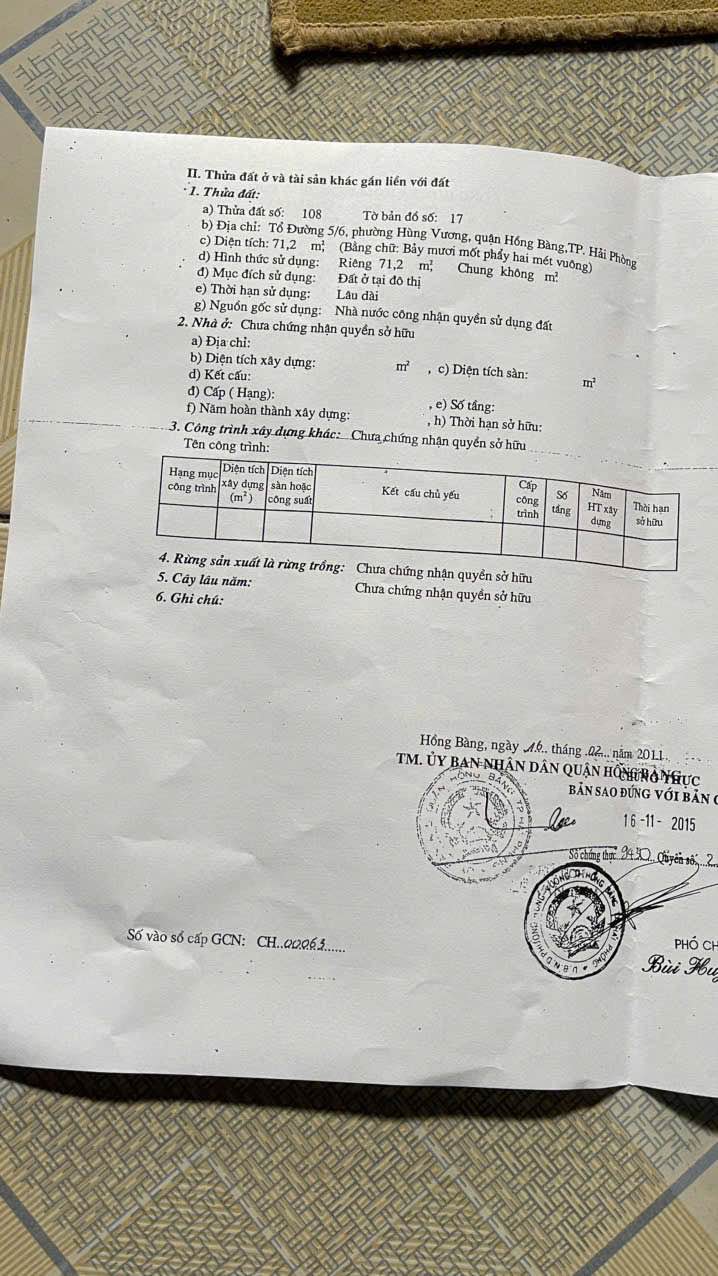 II. Thửa đất ở và tài sản khác gắn liền với đất
1. Thửa đất:
a) Thửa đất số: 108 Tờ bản đồ số: 17
b) Địa chỉ: Tổ Đường 5/6, phường Hùng Vương, quận Hồng Bàng,TP. Hải Phòng
c) Diện tích: 71,2 m², (Bằng chữ: Bảy mươi mốt phẩy hai mét vuông)
d) Hình thức sử dụng: Riêng 71,2 m², Chung không m².
đ) Mục đích sử dụng: Đất ở tại đô thị
e) Thời hạn sử dụng: Lâu dài
g) Nguồn gốc sử dụng: Nhà nước công nhận quyền sử dụng đất
2. Nhà ở: Chưa chứng nhận quyền sở hữu
a) Địa chỉ:
b) Diện tích xây dựng: m² , c) Diện tích sàn: m²
d) Kết cấu:
đ) Cấp ( Hạng): , e) Số tầng:
f) Năm hoàn thành xây dựng: , h) Thời hạn sở hữu:
3. Công trình xây dựng khác: Chưa chứng nhận quyền sở hữu
Tên công trình:
Hạng mục công trình
Diện tích xây dựng (m²)
Diện tích sàn hoặc công suất
Kết cấu chủ yếu
Cấp công trình
Số tầng
Năm HT xây dựng
Thời hạn sở hữu
4. Rừng sản xuất là rừng trồng: Chưa chứng nhận quyền sở hữu
5. Cây lâu năm: Chưa chứng nhận quyền sở hữu
6. Ghi chú:
Hồng Bàng, ngày 16 tháng 02 năm 2011
TM. ỦY BAN NHÂN DÂN QUẬN HỒNG BÀNG
CHỨNG THỰC
BẢN SAO ĐÚNG VỚI BẢN
16 -11- 2015
Số chứng thực 9430 Quyển số 2
Số vào sổ cấp GCN: CH..00063......
PHÓ CH
Bùi Huy